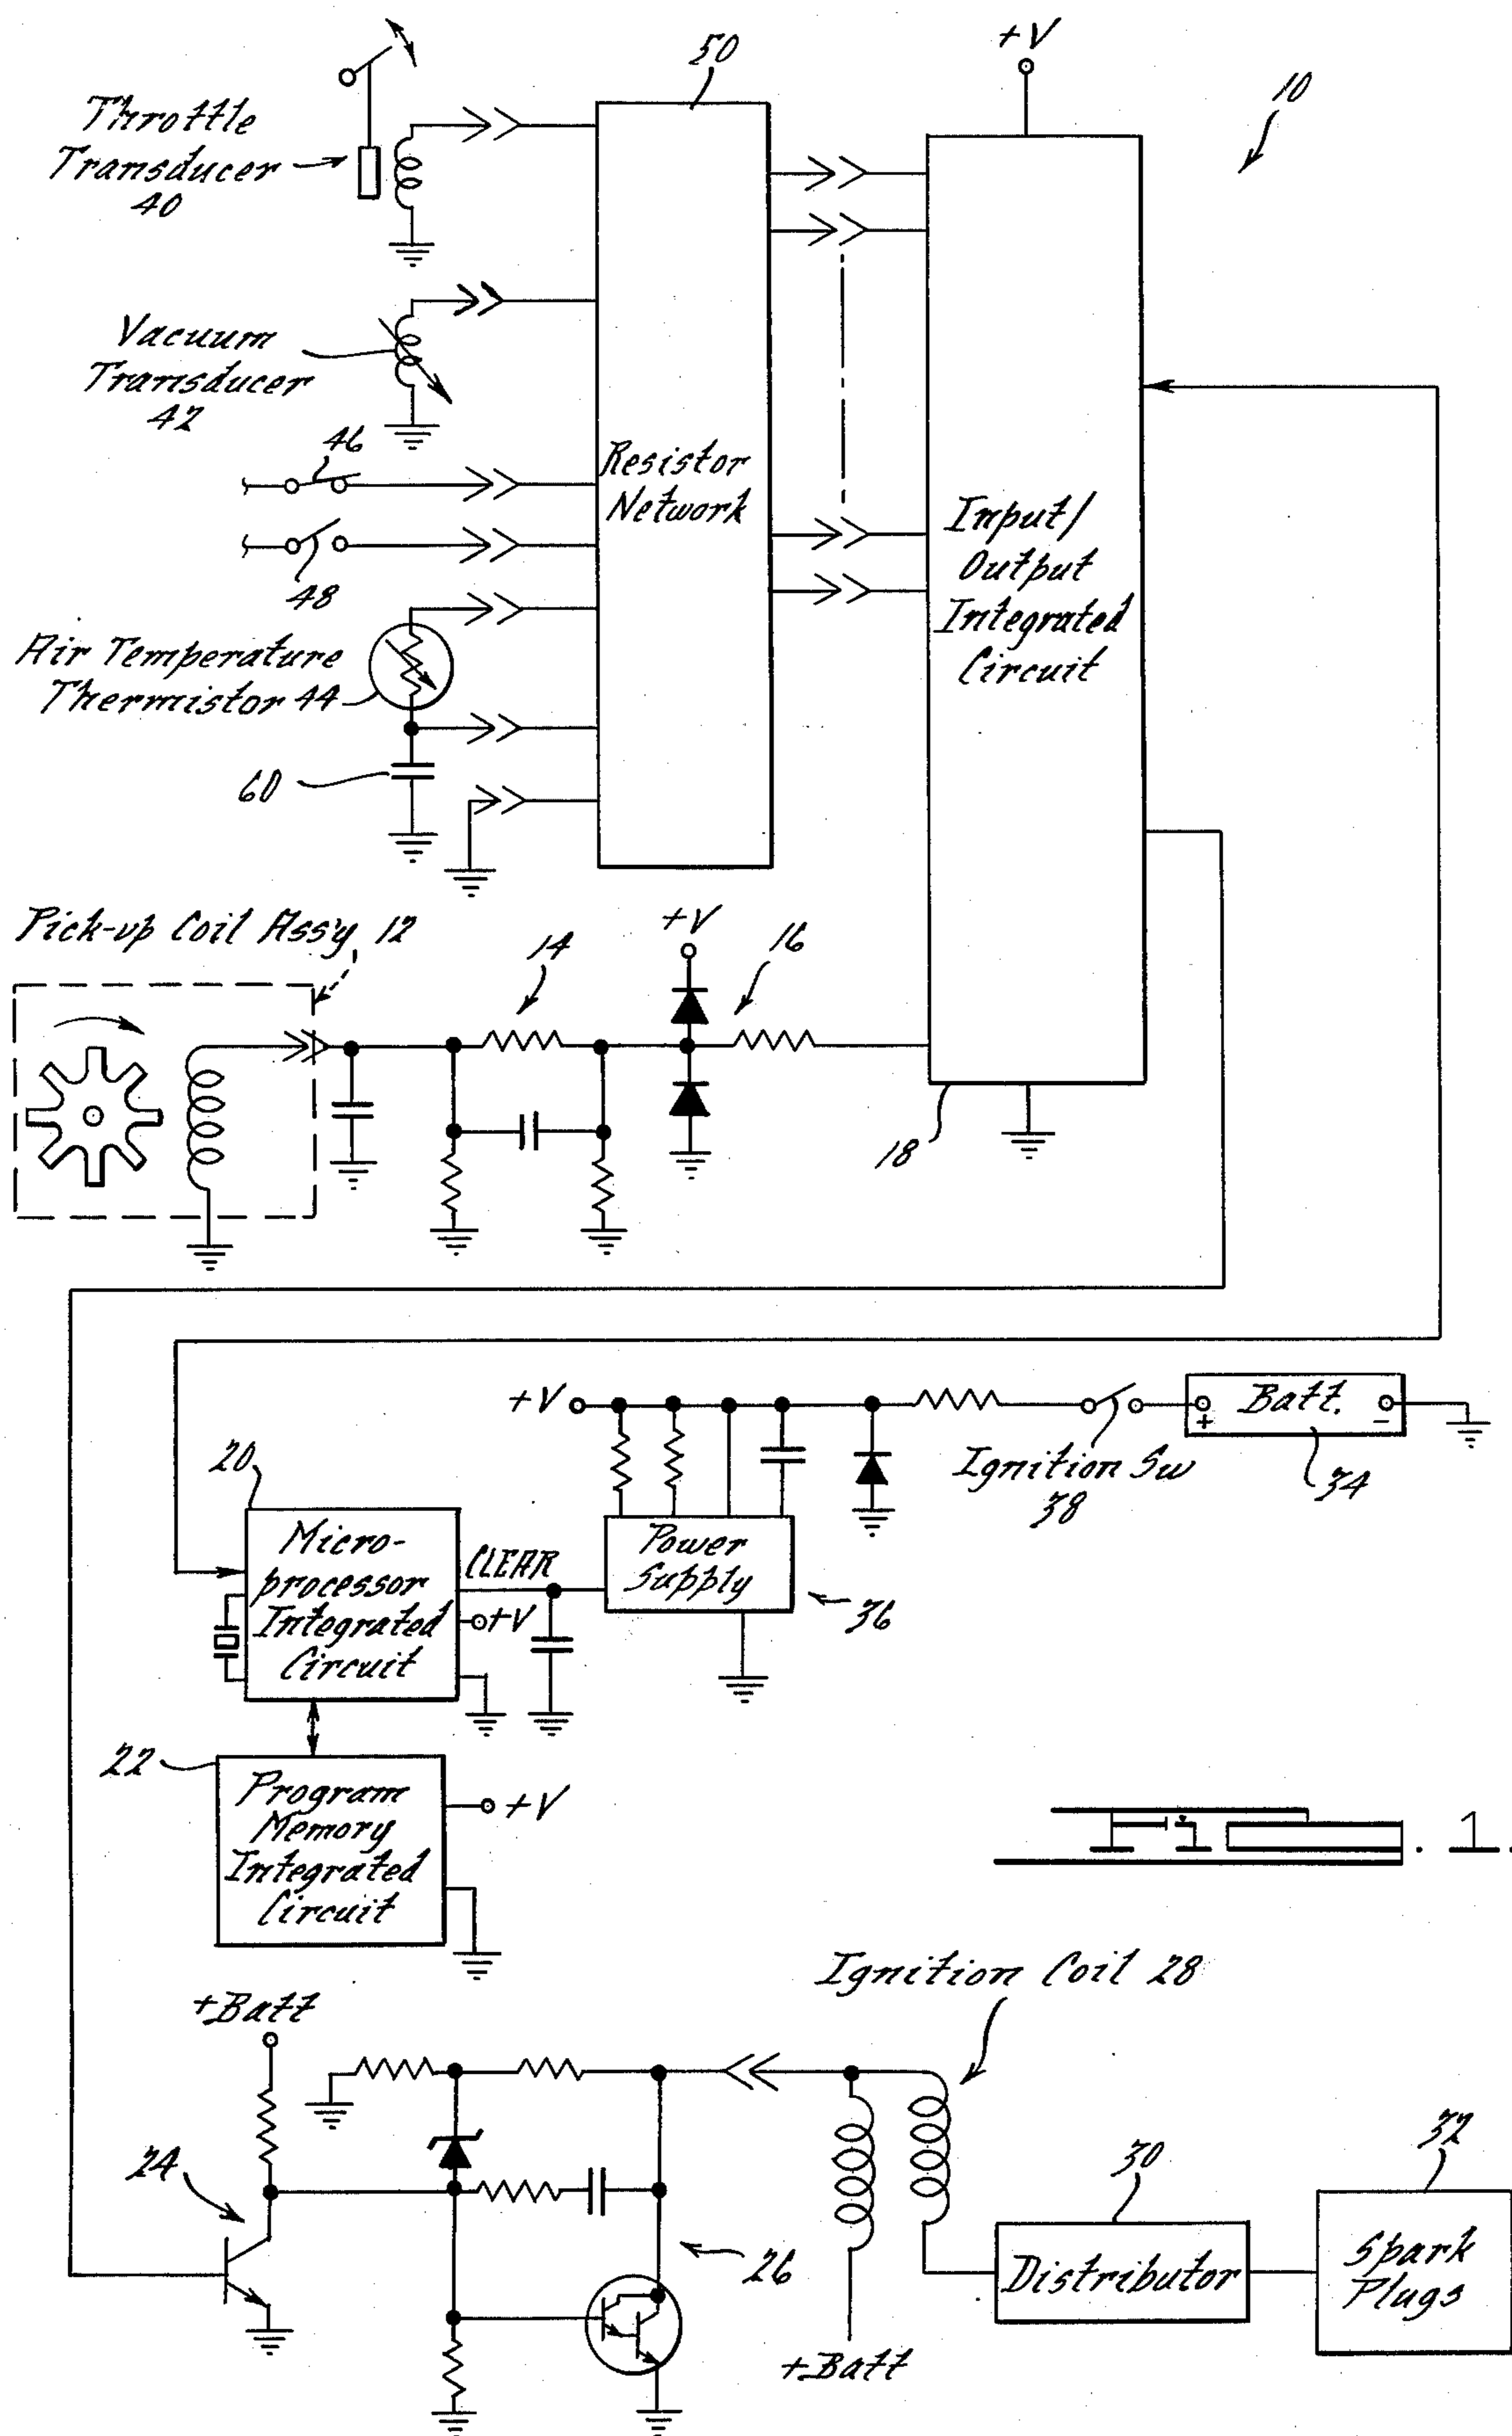 50
+V
10
Throttle
Transducer
40
Vacuum
Transducer
42
46
48
Resistor
Network
Input/
Output
Integrated
Circuit
Air Temperature
Thermistor 44
60
Pick-up Coil Ass'y 12
14
+V
16
18
+V
Batt.
+
-
Ignition Sw
38
34
20
Micro-
processor
Integrated
Circuit
CLEAR
+V
Power
Supply
36
22
Program
Memory
Integrated
Circuit
+V
Fig. 1.
Ignition Coil 28
+Batt
24
26
30
32
Distributor
Spark
Plugs
+Batt